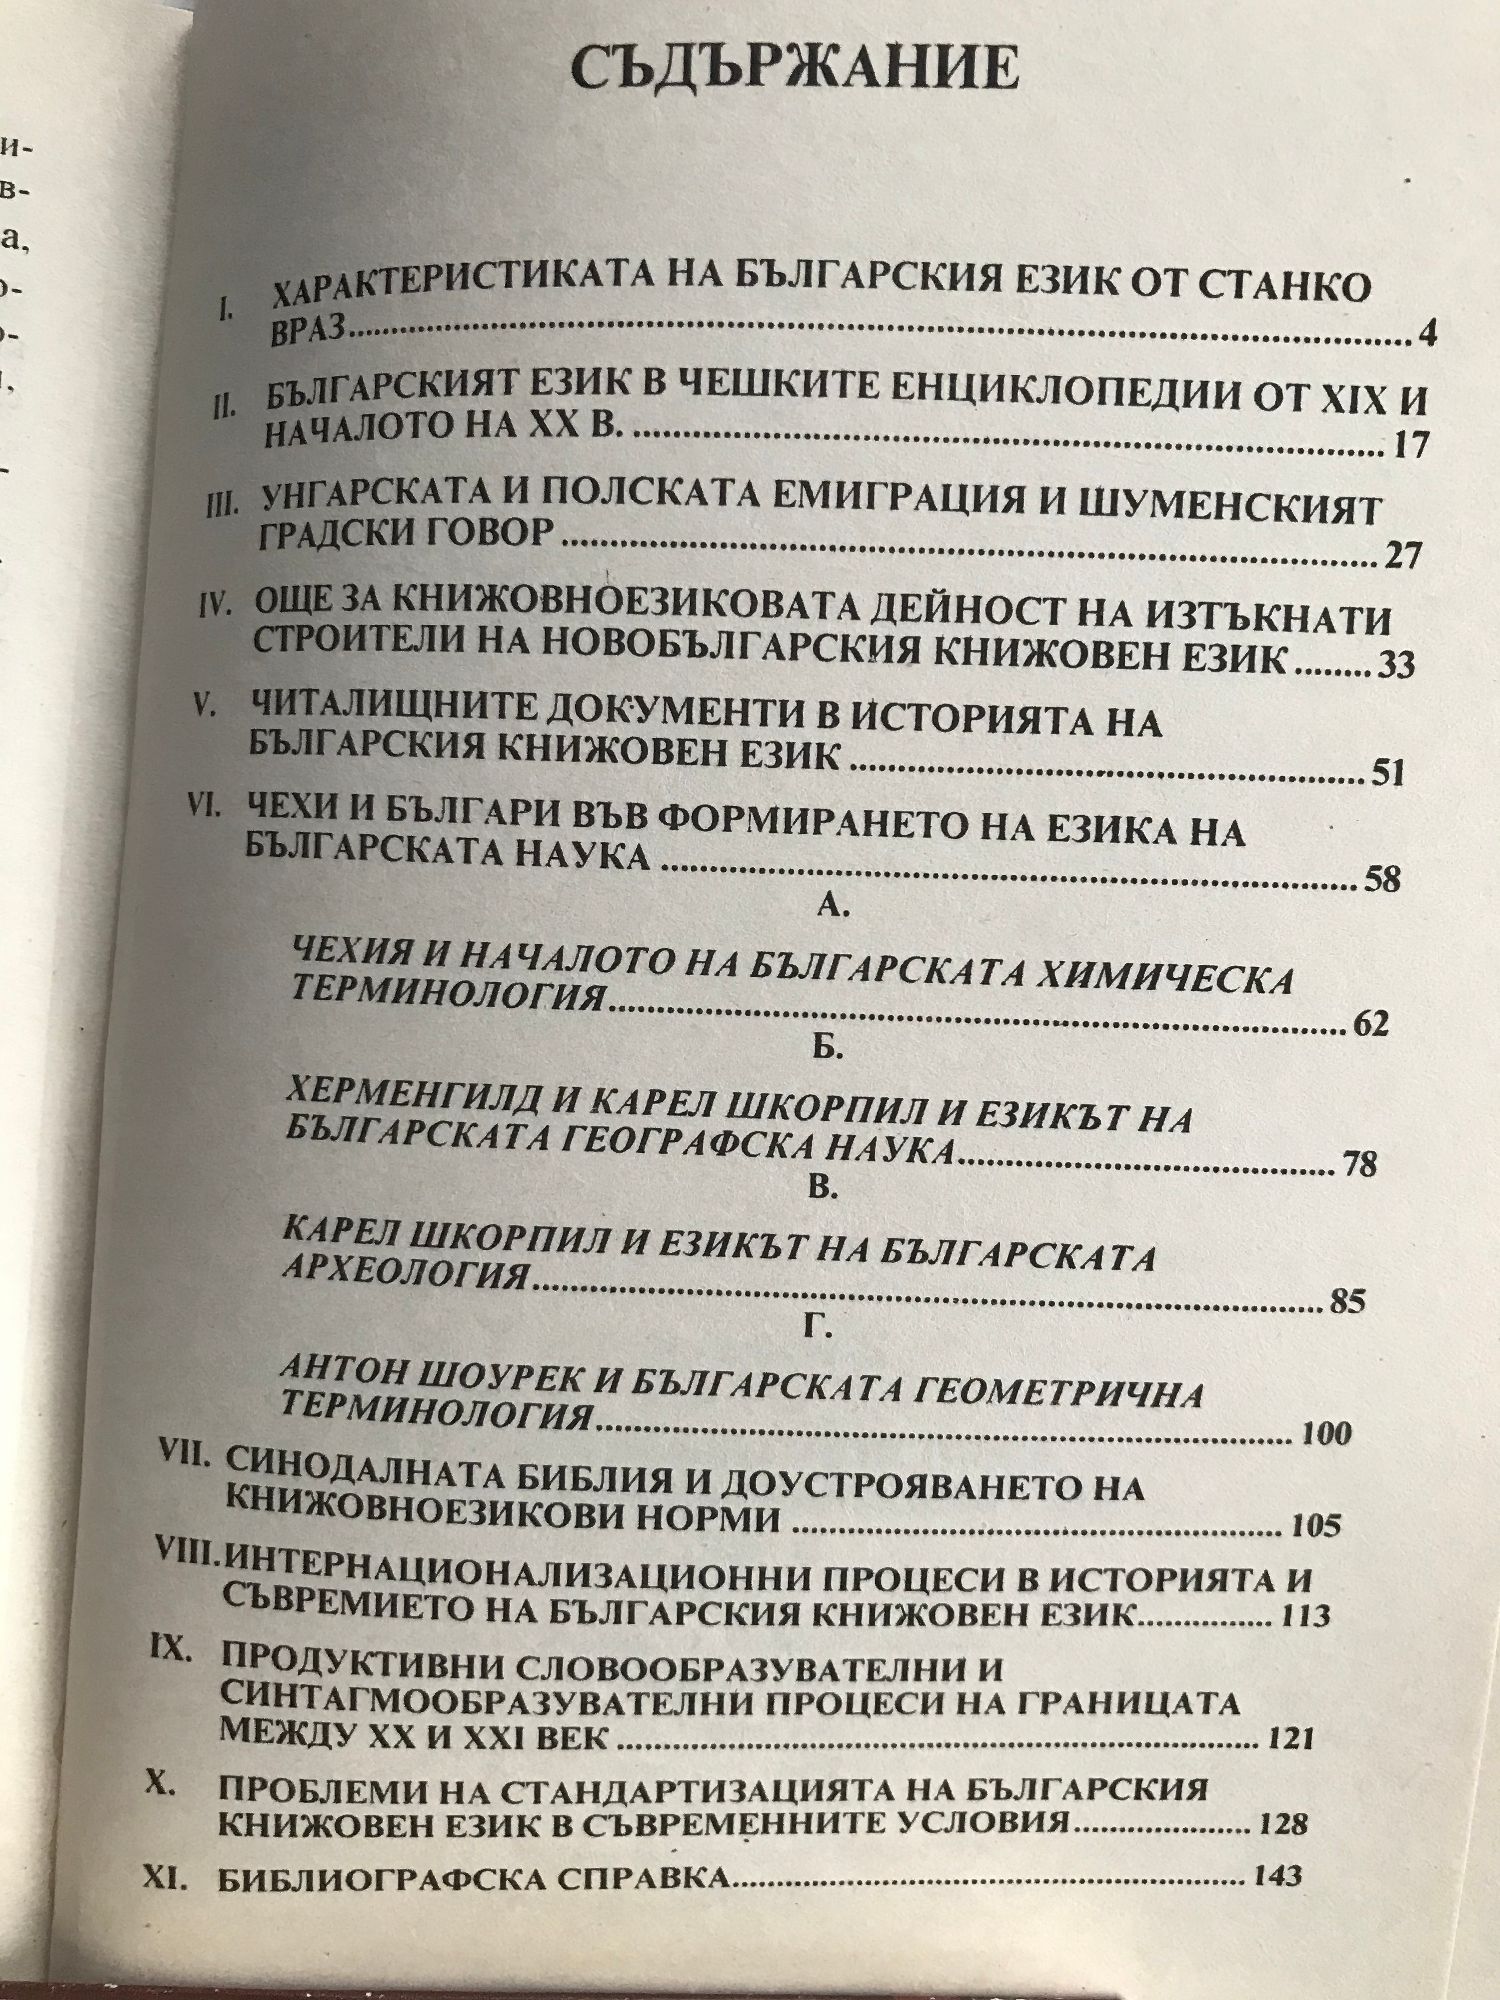 и-
в-
а,
СЪДЪРЖАНИЕ
I. ХАРАКТЕРИСТИКАТА НА БЪЛГАРСКИЯ ЕЗИК ОТ СТАНКО
ВРАЗ........4
II. БЪЛГАРСКИЯТ ЕЗИК В ЧЕШКИТЕ ЕНЦИКЛОПЕДИИ ОТ XIX И
НАЧАЛОТО НА XX В. ........17
III. УНГАРСКАТА И ПОЛСКАТА ЕМИГРАЦИЯ И ШУМЕНСКИЯТ
ГРАДСКИ ГОВОР ........27
IV. ОЩЕ ЗА КНИЖОВНОЕЗИКОВАТА ДЕЙНОСТ НА ИЗТЪКНАТИ
СТРОИТЕЛИ НА НОВОБЪЛГАРСКИЯ КНИЖОВЕН ЕЗИК ........33
V. ЧИТАЛИЩНИТЕ ДОКУМЕНТИ В ИСТОРИЯТА НА
БЪЛГАРСКИЯ КНИЖОВЕН ЕЗИК ........51
VI. ЧЕХИ И БЪЛГАРИ ВЪВ ФОРМИРАНЕТО НА ЕЗИКА НА
БЪЛГАРСКАТА НАУКА ........58
А.
ЧЕХИЯ И НАЧАЛОТО НА БЪЛГАРСКАТА ХИМИЧЕСКА
ТЕРМИНОЛОГИЯ........62
Б.
ХЕРМЕНГИЛД И КАРЕЛ ШКОРПИЛ И ЕЗИКЪТ НА
БЪЛГАРСКАТА ГЕОГРАФСКА НАУКА........78
В.
КАРЕЛ ШКОРПИЛ И ЕЗИКЪТ НА БЪЛГАРСКАТА
АРХЕОЛОГИЯ........85
Г.
АНТОН ШОУРЕК И БЪЛГАРСКАТА ГЕОМЕТРИЧНА
ТЕРМИНОЛОГИЯ........100
VII. СИНОДАЛНАТА БИБЛИЯ И ДОУСТРОЯВАНЕТО НА
КНИЖОВНОЕЗИКОВИ НОРМИ ........105
VIII. ИНТЕРНАЦИОНАЛИЗАЦИОННИ ПРОЦЕСИ В ИСТОРИЯТА И
СЪВРЕМИЕТО НА БЪЛГАРСКИЯ КНИЖОВЕН ЕЗИК........113
IX. ПРОДУКТИВНИ СЛОВООБРАЗУВАТЕЛНИ И
СИНТАГМООБРАЗУВАТЕЛНИ ПРОЦЕСИ НА ГРАНИЦАТА
МЕЖДУ XX И XXI ВЕК ........121
X. ПРОБЛЕМИ НА СТАНДАРТИЗАЦИЯТА НА БЪЛГАРСКИЯ
КНИЖОВЕН ЕЗИК В СЪВРЕМЕННИТЕ УСЛОВИЯ........128
XI. БИБЛИОГРАФСКА СПРАВКА........143